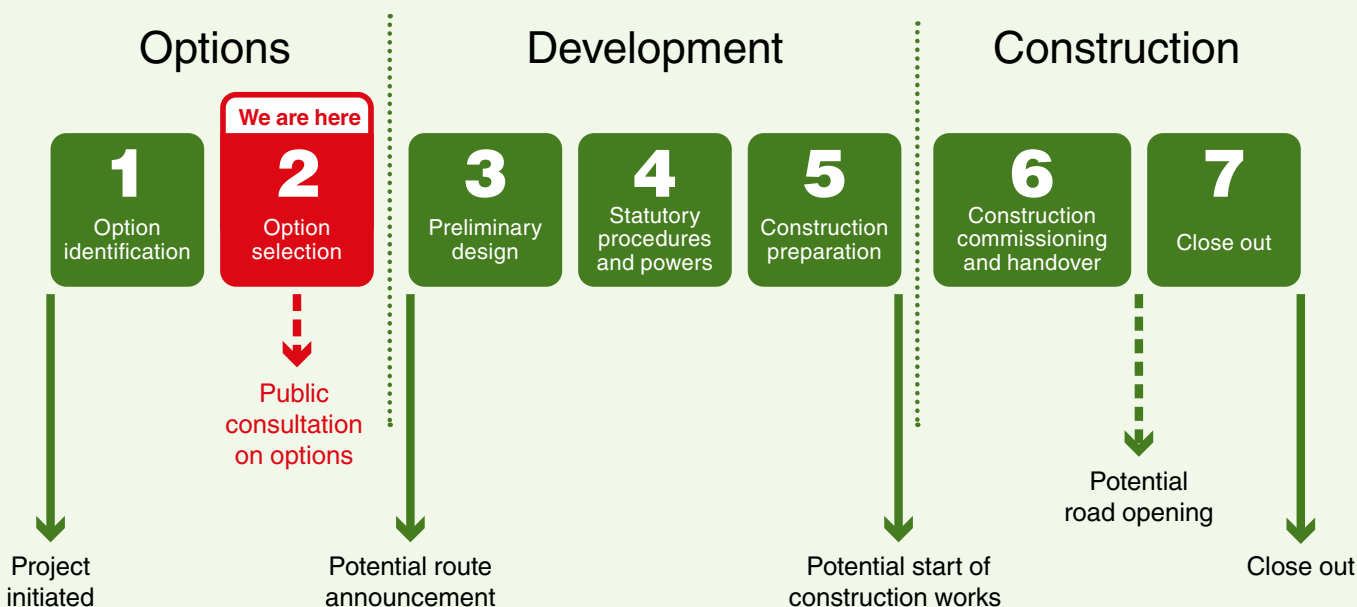 Options
Development
Construction
We are here
1
Option
identification
2
Option
selection
3
Preliminary
design
4
Statutory
procedures
and powers
5
Construction
preparation
6
Construction
commissioning
and handover
7
Close out
Public
consultation
on options
Potential
road opening
Project
initiated
Potential route
announcement
Potential start of
construction works
Close out